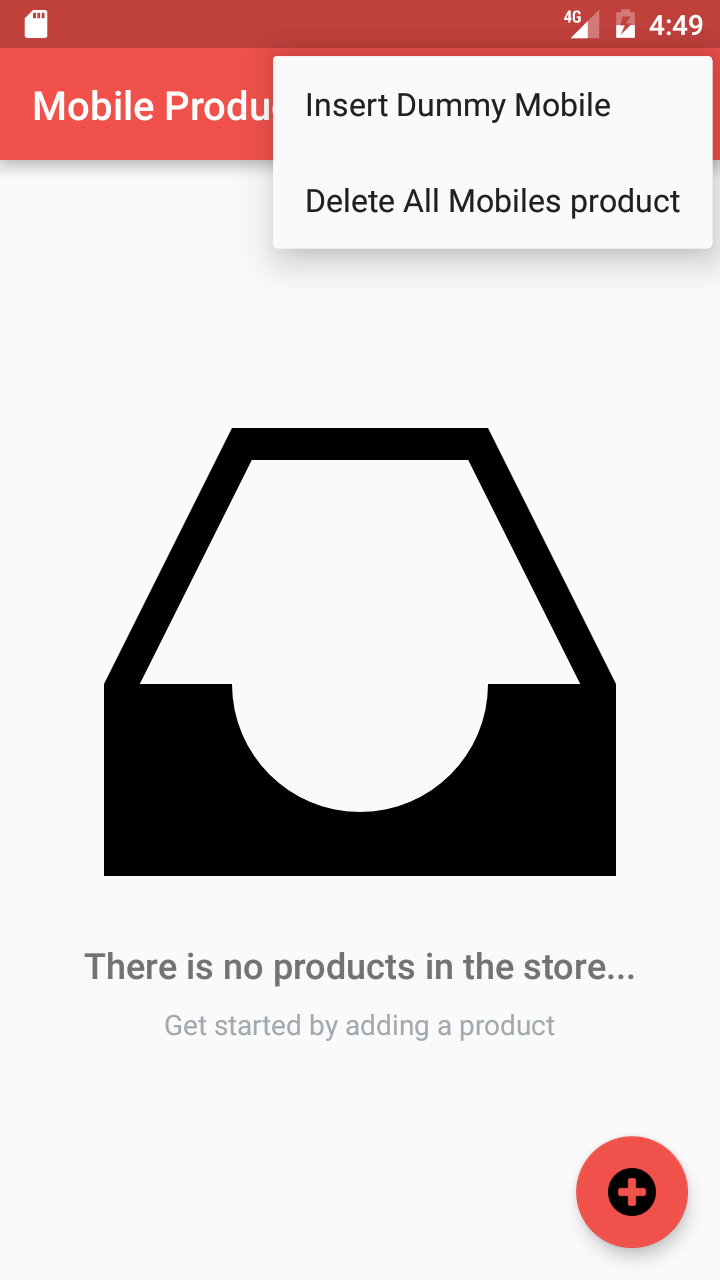 4G 4:49
Mobile Produ
Insert Dummy Mobile
Delete All Mobiles product
There is no products in the store...
Get started by adding a product